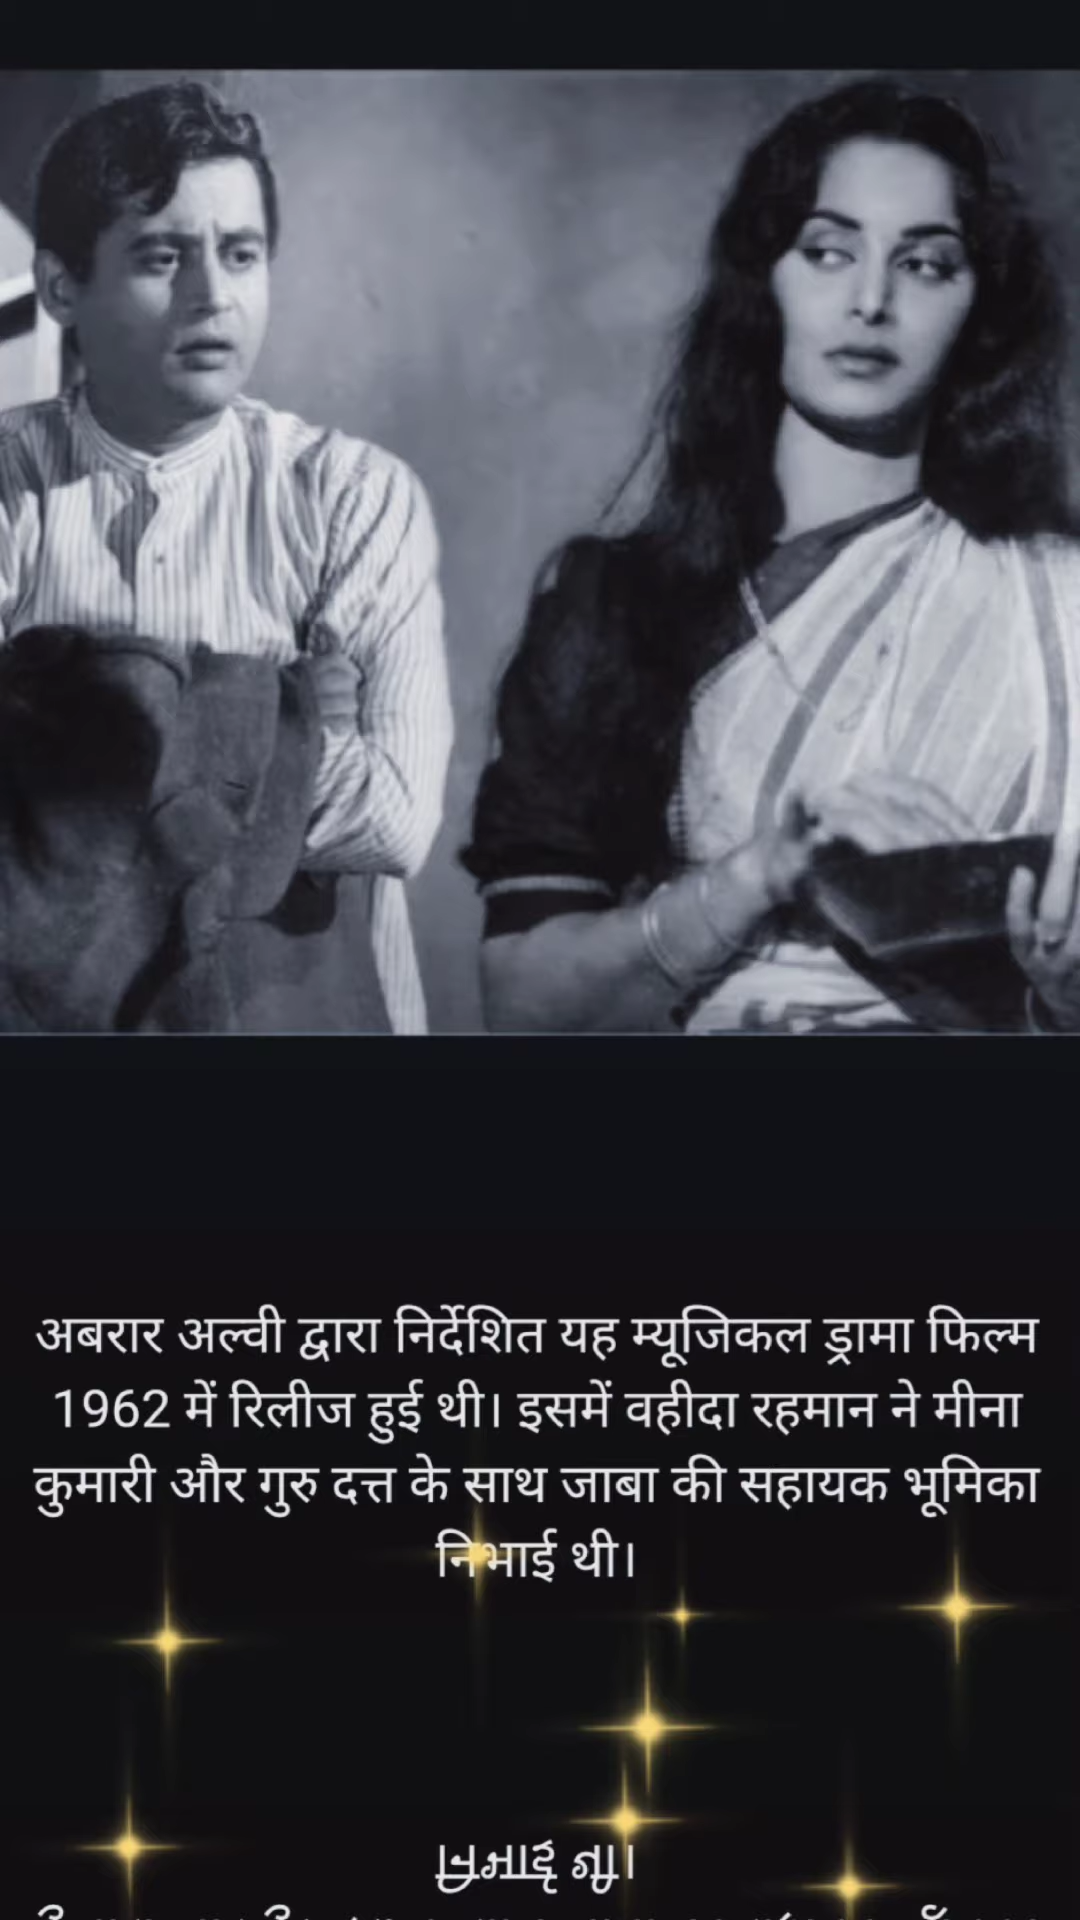 अबरार अल्वी द्वारा निर्देशित यह म्यूजिकल ड्रामा फिल्म
1962 में रिलीज हुई थी। इसमें वहीदा रहमान ने मीना
कुमारी और गुरु दत्त के साथ जाबा की सहायक भूमिका
निभाई थी।